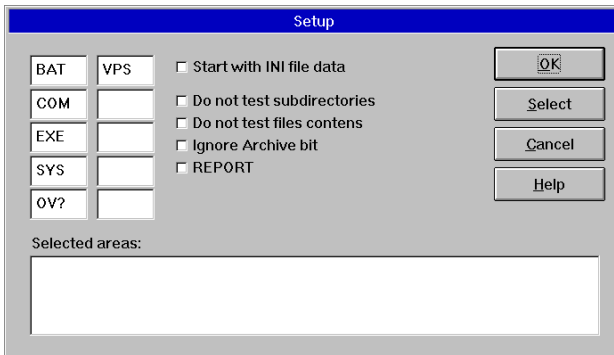 Setup
BAT VPS
COM
EXE
SYS
OV?
Start with INI file data
Do not test subdirectories
Do not test files contens
Ignore Archive bit
REPORT
OK
Select
Cancel
Help
Selected areas: